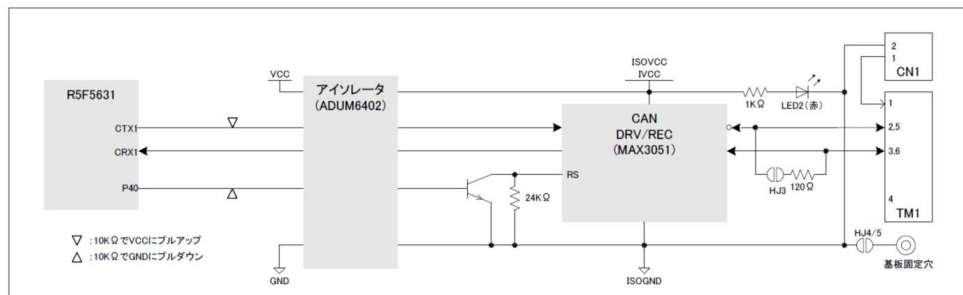 R5F5631
CTX1
CRX1
P40
▽ :10KΩでVCCにプルアップ
△ :10KΩでGNDにプルダウン
VCC
GND
アイソレータ
(ADUM6402)
24KΩ
ISOVCC
IVCC
CAN
DRV/REC
(MAX3051)
RS
ISOGND
1KΩ
LED2(赤)
HJ3
120Ω
2
1
CN1
1
2,5
3,6
4
TM1
HJ4/5
基板固定穴